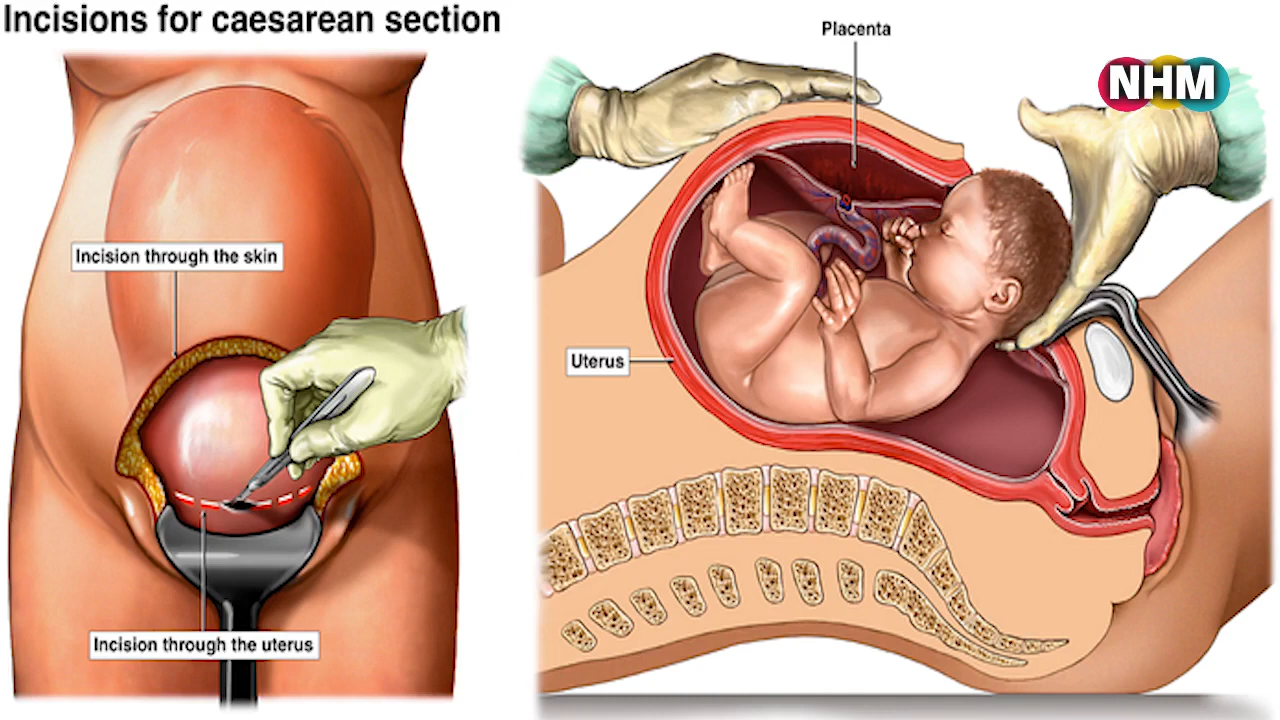 Incisions for caesarean section
Placenta
NHM
Incision through the skin
Uterus
Incision through the uterus